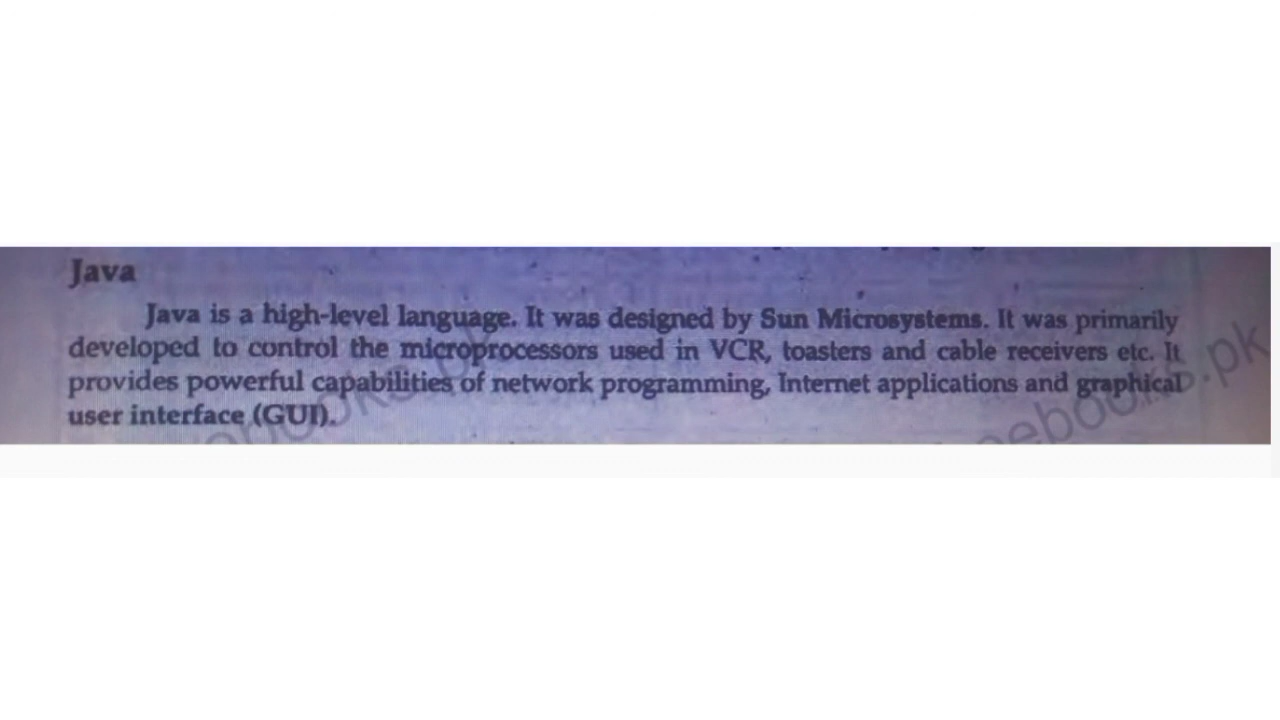 Java
Java is a high-level language. It was designed by Sun Microsystems. It was primarily
developed to control the microprocessors used in VCR, toasters and cable receivers etc. It
provides powerful capabilities of network programming, Internet applications and graphical
user interface (GUI).
ebooks.pk